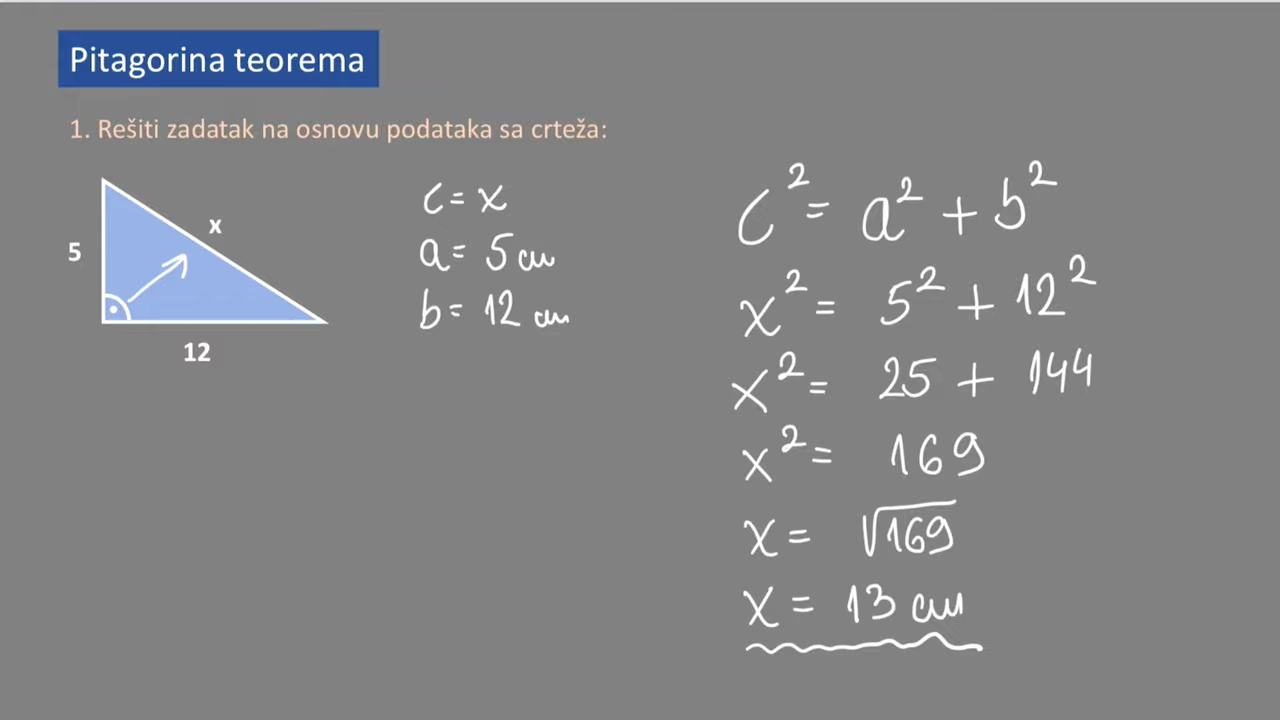 Pitagorina teorema
1. Rešiti zadatak na osnovu podataka sa crteža:
5
x
12
c = x
a = 5 cm
b = 12 cm
c² = a² + b²
x² = 5² + 12²
x² = 25 + 144
x² = 169
x = √169
x = 13 cm